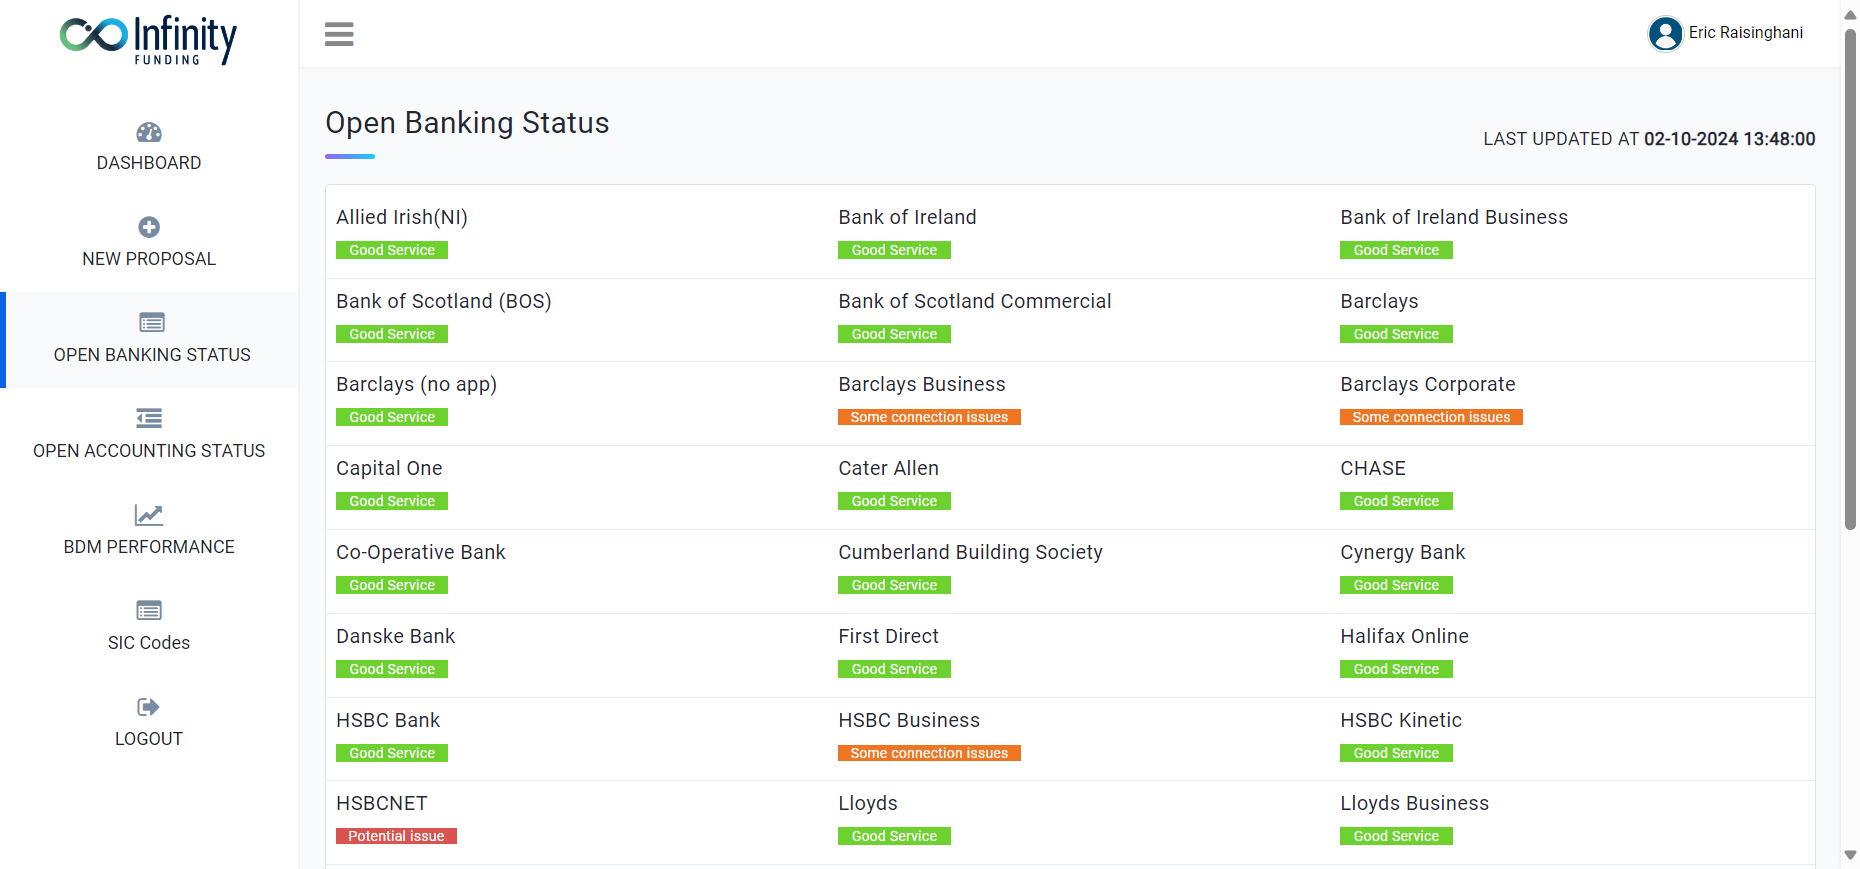 Infinity
FUNDING
Eric Raisinghani
DASHBOARD
NEW PROPOSAL
OPEN BANKING STATUS
OPEN ACCOUNTING STATUS
BDM PERFORMANCE
SIC Codes
LOGOUT
Open Banking Status
LAST UPDATED AT 02-10-2024 13:48:00
Allied Irish(NI) Bank of Ireland Bank of Ireland Business
Good Service Good Service Good Service
Bank of Scotland (BOS) Bank of Scotland Commercial Barclays
Good Service Good Service Good Service
Barclays (no app) Barclays Business Barclays Corporate
Good Service Some connection issues Some connection issues
Capital One Cater Allen CHASE
Good Service Good Service Good Service
Co-Operative Bank Cumberland Building Society Cynergy Bank
Good Service Good Service Good Service
Danske Bank First Direct Halifax Online
Good Service Good Service Good Service
HSBC Bank HSBC Business HSBC Kinetic
Good Service Some connection issues Good Service
HSBCNET Lloyds Lloyds Business
Potential issue Good Service Good Service